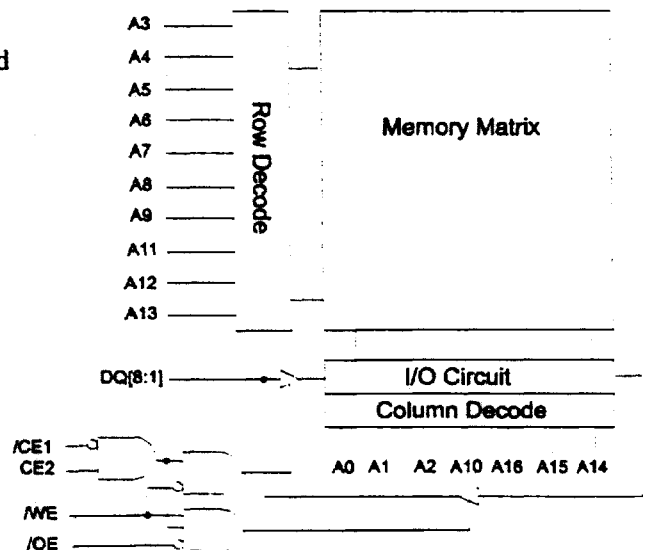 A3
d
A4
A5
A6
A7
A8
A9
A11
A12
A13
Row Decode
Memory Matrix
DQ[8:1]
I/O Circuit
Column Decode
/CE1
CE2
A0 A1 A2 A10 A16 A15 A14
/WE
/OE